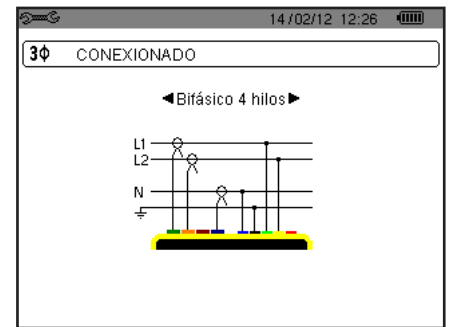 14/02/12 12:26
3Φ CONEXIONADO
◄Bifásico 4 hilos►
L1
L2
N